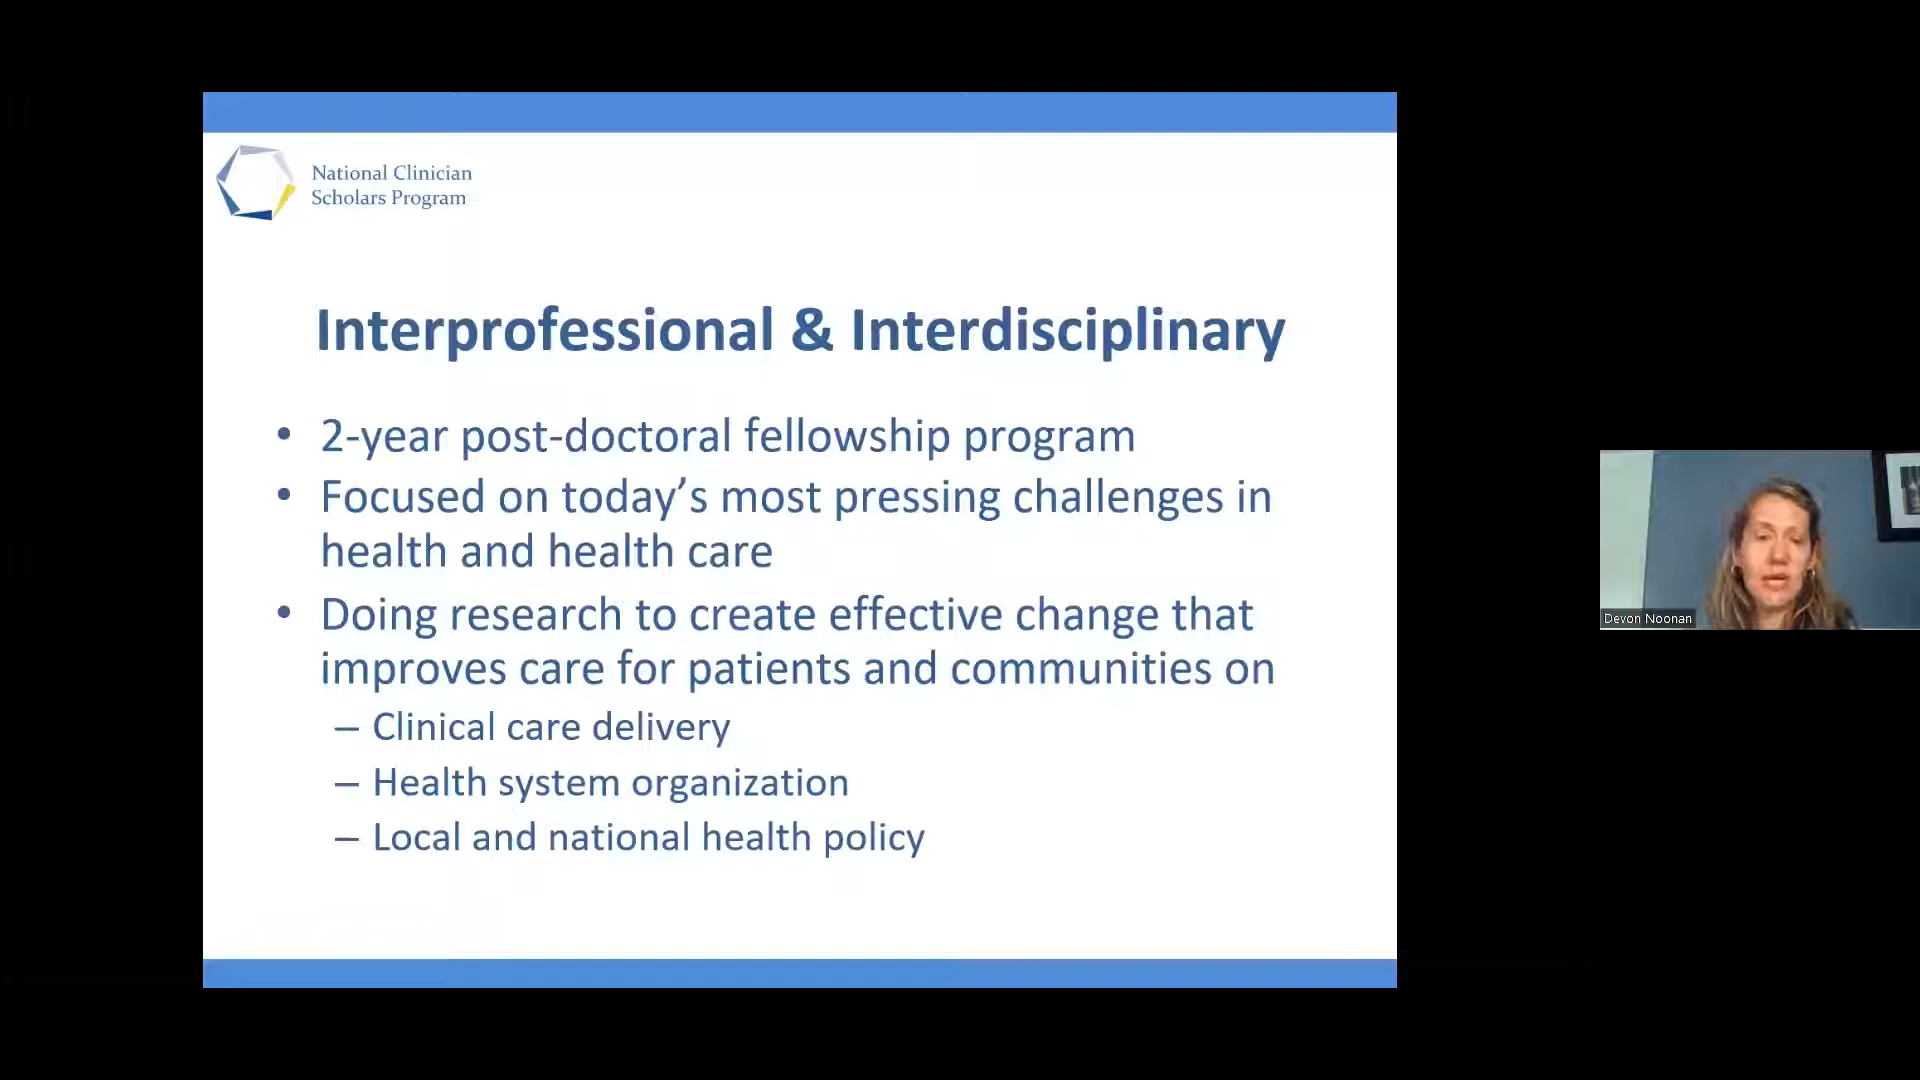 National Clinician
Scholars Program
Interprofessional & Interdisciplinary
• 2-year post-doctoral fellowship program
• Focused on today’s most pressing challenges in
health and health care
• Doing research to create effective change that
improves care for patients and communities on
– Clinical care delivery
– Health system organization
– Local and national health policy
Devon Noonan